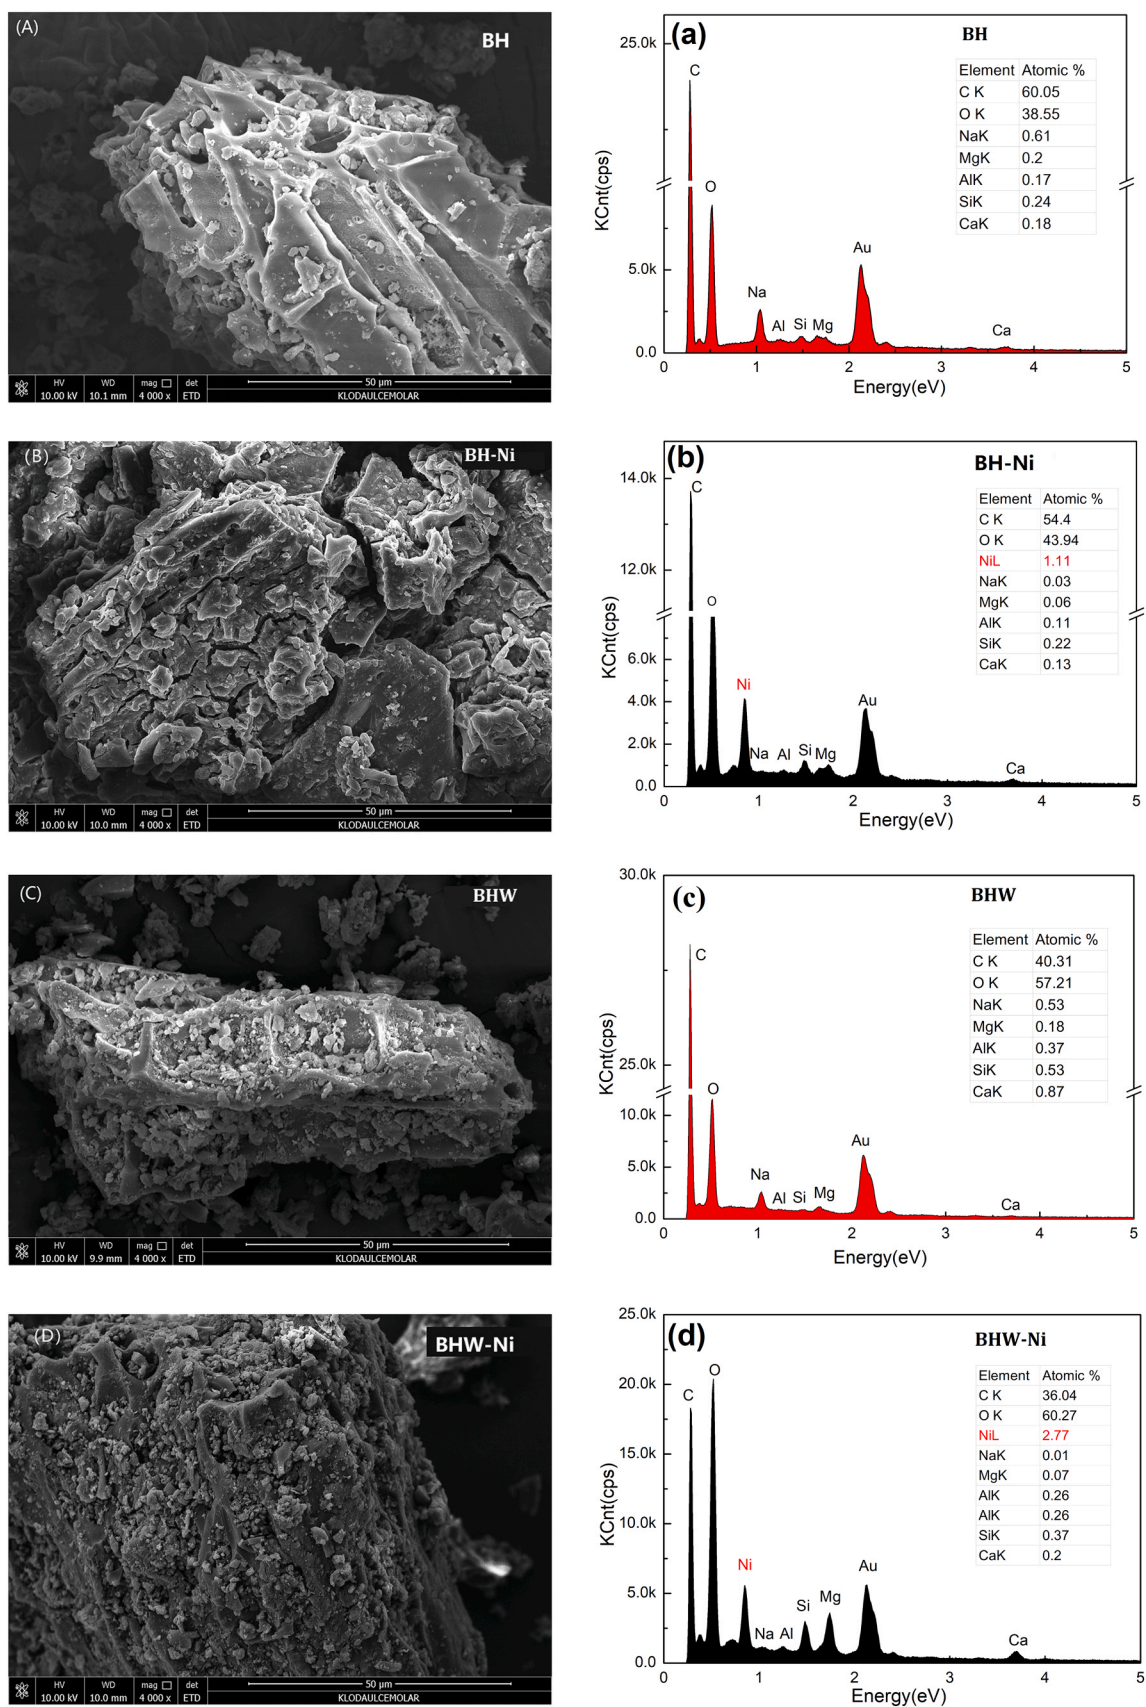 (A)
BH
HV WD mag □ det
10.00 kV 10.1 mm 4 000 x ETD
50 µm
KLODAULCEMOLAR
(a)
BH
25.0k
5.0k
0.0
KCnt(cps)
C
O
Na
Al
Si
Mg
Au
Ca
Element Atomic %
C K 60.05
O K 38.55
NaK 0.61
MgK 0.2
AlK 0.17
SiK 0.24
CaK 0.18
0 1 2 3 4 5
Energy(eV)
(B)
BH-Ni
HV WD mag □ det
10.00 kV 10.0 mm 4 000 x ETD
50 µm
KLODAULCEMOLAR
(b)
BH-Ni
14.0k
12.0k
6.0k
4.0k
2.0k
0.0
KCnt(cps)
C
O
Ni
Na
Al
Si
Mg
Au
Ca
Element Atomic %
C K 54.4
O K 43.94
NiL 1.11
NaK 0.03
MgK 0.06
AlK 0.11
SiK 0.22
CaK 0.13
0 1 2 3 4 5
Energy(eV)
(C)
BHW
HV WD mag □ det
10.00 kV 9.9 mm 4 000 x ETD
50 µm
KLODAULCEMOLAR
(c)
BHW
30.0k
25.0k
10.0k
5.0k
0.0
KCnt(cps)
C
O
Na
Al
Si
Mg
Au
Ca
Element Atomic %
C K 40.31
O K 57.21
NaK 0.53
MgK 0.18
AlK 0.37
SiK 0.53
CaK 0.87
0 1 2 3 4 5
Energy(eV)
(D)
BHW-Ni
HV WD mag □ det
10.00 kV 10.0 mm 4 000 x ETD
50 µm
KLODAULCEMOLAR
(d)
BHW-Ni
25.0k
20.0k
15.0k
10.0k
5.0k
0.0
KCnt(cps)
C
O
Ni
Na
Al
Si
Mg
Au
Ca
Element Atomic %
C K 36.04
O K 60.27
NiL 2.77
NaK 0.01
MgK 0.07
AlK 0.26
AlK 0.26
SiK 0.37
CaK 0.2
0 1 2 3 4 5
Energy(eV)